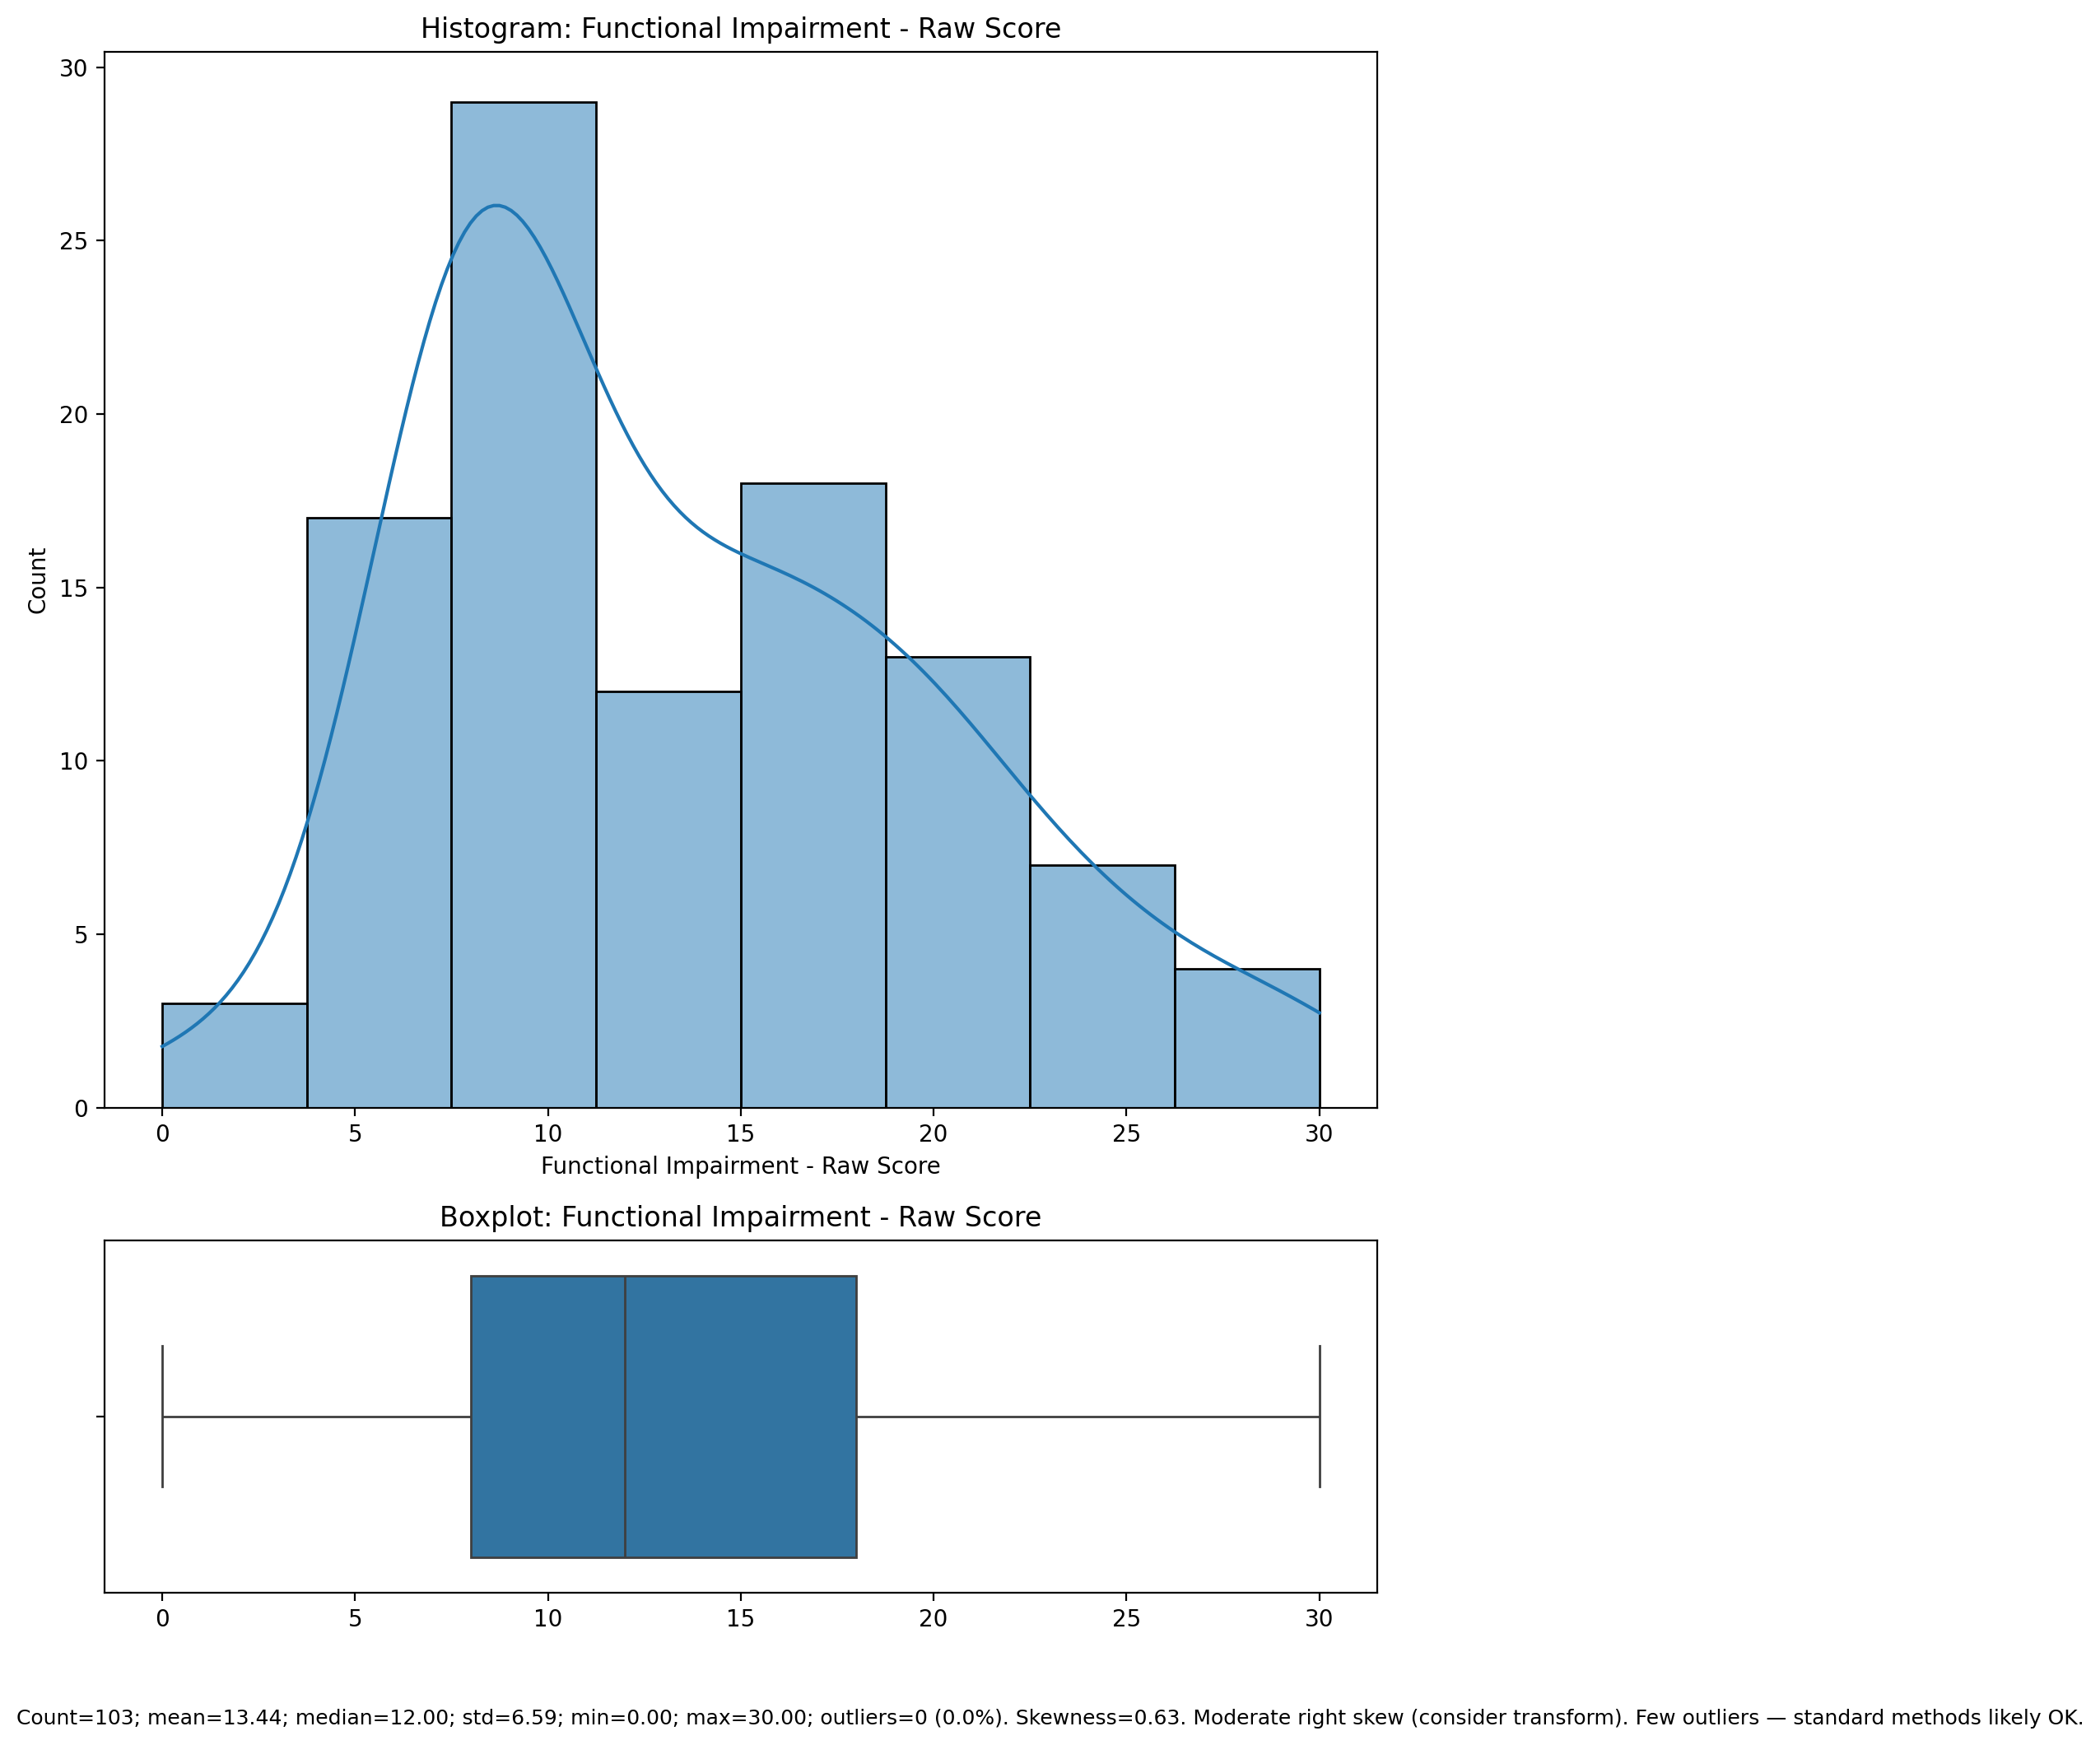 Histogram: Functional Impairment - Raw Score
30
25
20
15
10
5
0
Count
0 5 10 15 20 25 30
Functional Impairment - Raw Score
Boxplot: Functional Impairment - Raw Score
0 5 10 15 20 25 30
Count=103; mean=13.44; median=12.00; std=6.59; min=0.00; max=30.00; outliers=0 (0.0%). Skewness=0.63. Moderate right skew (consider transform). Few outliers — standard methods likely OK.